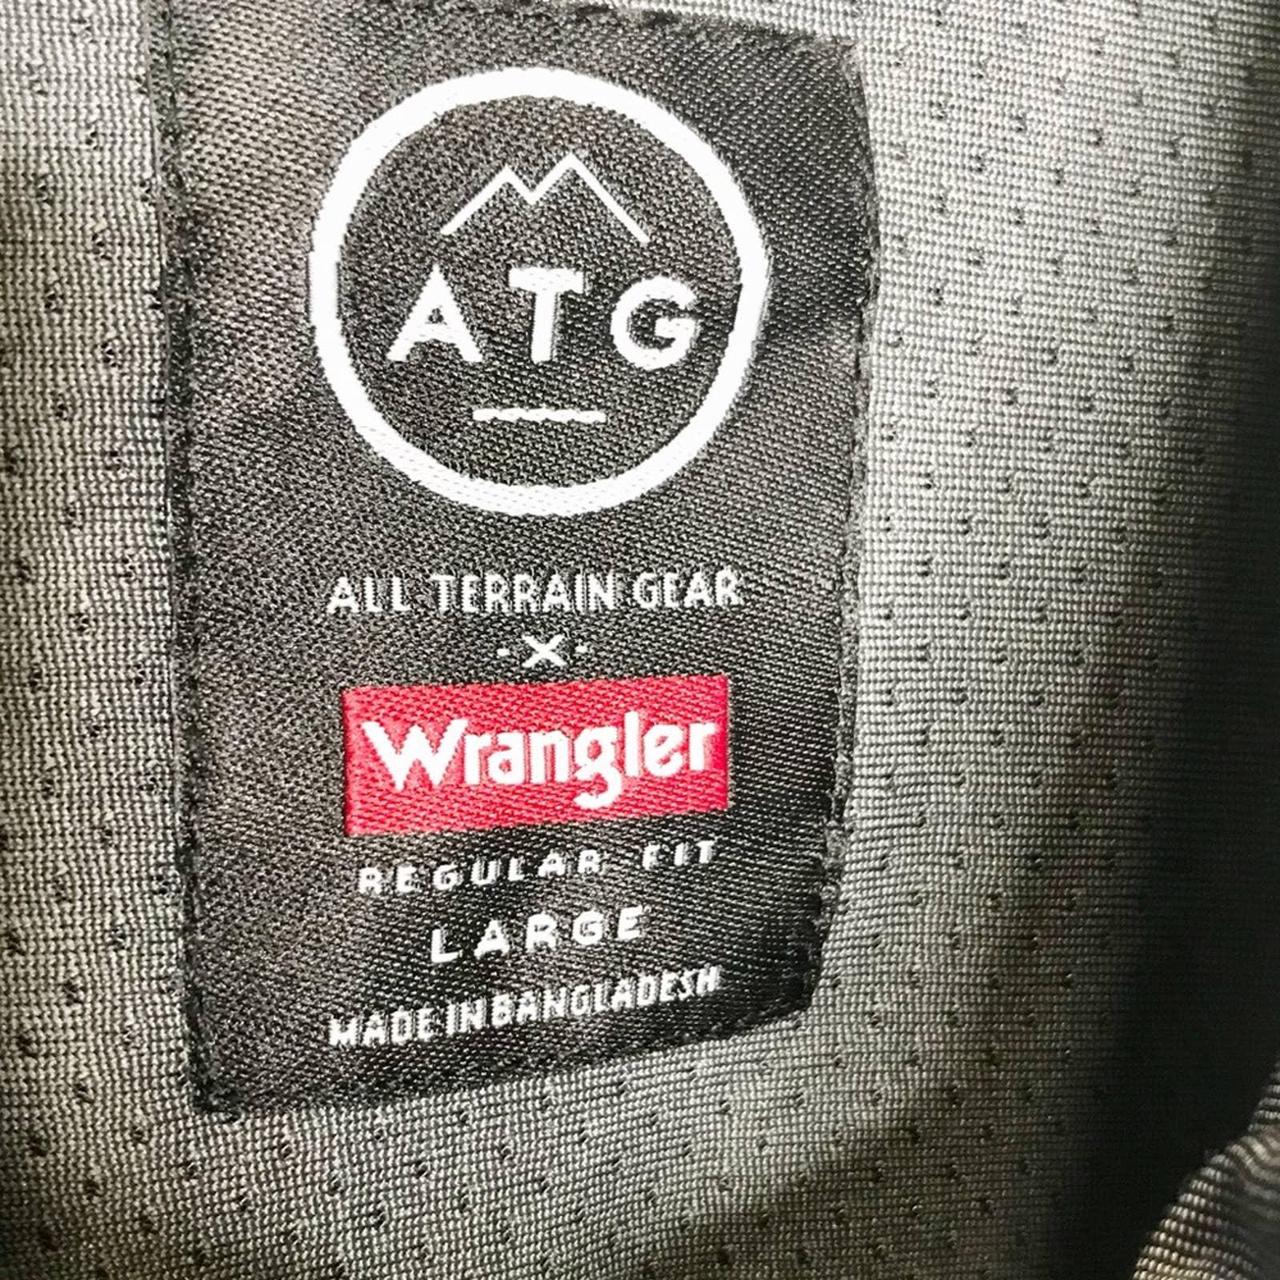 ATG
ALL TERRAIN GEAR
·X·
Wrangler
REGULAR FIT
LARGE
MADE IN BANGLADESH